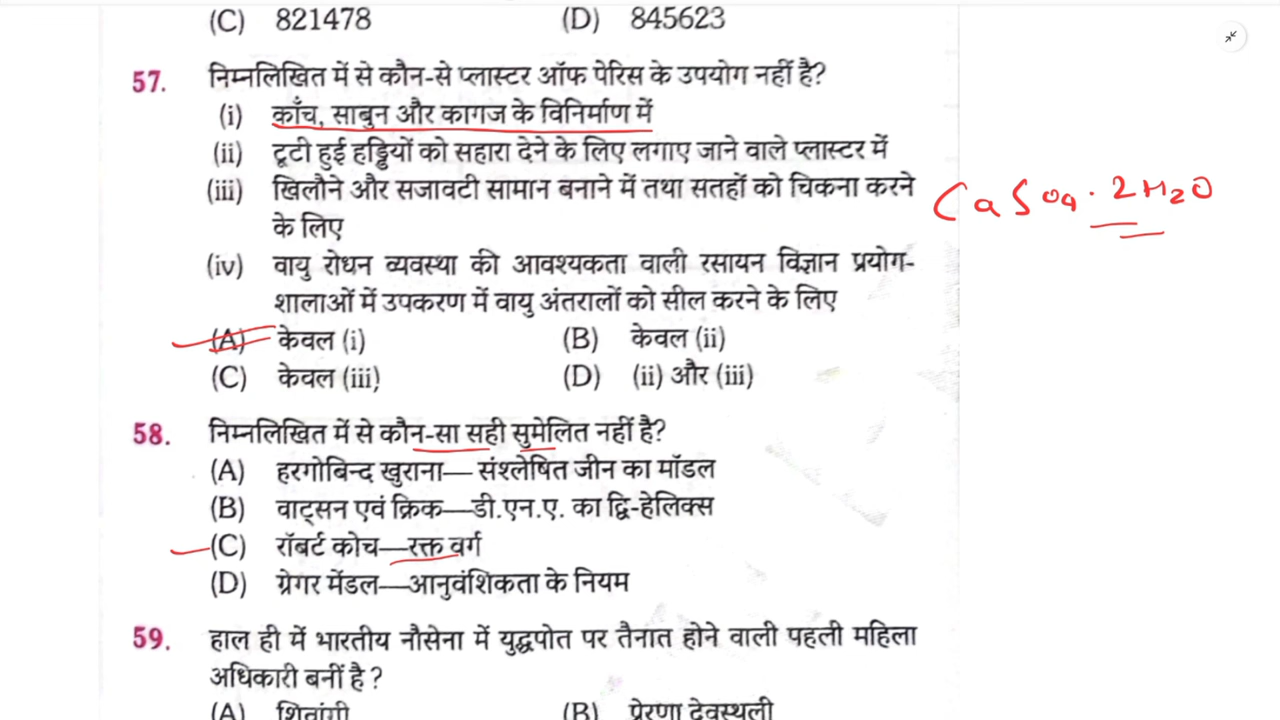 (C) 821478 (D) 845623
57. निम्नलिखित में से कौन-से प्लास्टर ऑफ पेरिस के उपयोग नहीं है?
(i) काँच, साबुन और कागज के विनिर्माण में
(ii) टूटी हुई हड्डियों को सहारा देने के लिए लगाए जाने वाले प्लास्टर में
(iii) खिलौने और सजावटी सामान बनाने में तथा सतहों को चिकना करने
के लिए
CaSO4·2H2O
(iv) वायु रोधन व्यवस्था की आवश्यकता वाली रसायन विज्ञान प्रयोग-
शालाओं में उपकरण में वायु अंतरालों को सील करने के लिए
(A) केवल (i) (B) केवल (ii)
(C) केवल (iii) (D) (ii) और (iii)
58. निम्नलिखित में से कौन-सा सही सुमेलित नहीं है?
(A) हरगोबिन्द खुराना—संश्लेषित जीन का मॉडल
(B) वाट्सन एवं क्रिक—डी.एन.ए. का द्वि-हेलिक्स
(C) रॉबर्ट कोच—रक्त वर्ग
(D) ग्रेगर मेंडल—आनुवंशिकता के नियम
59. हाल ही में भारतीय नौसेना में युद्धपोत पर तैनात होने वाली पहली महिला
अधिकारी बनीं है?
(A) शिवांगी (B) प्रेरणा देवस्थली